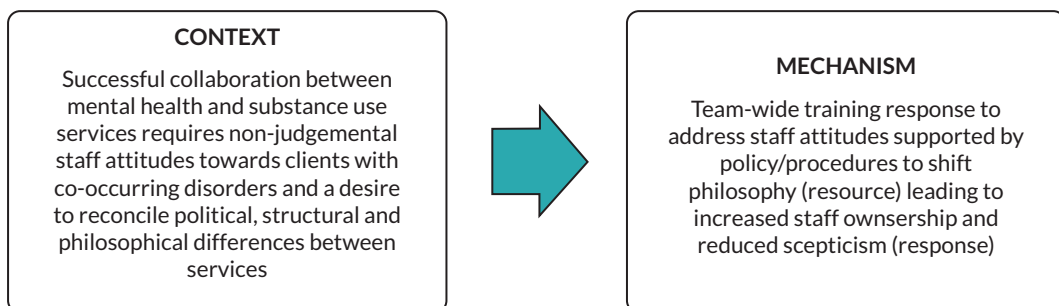 CONTEXT
Successful collaboration between
mental health and substance use
services requires non-judgemental
staff attitudes towards clients with
co-occurring disorders and a desire
to reconcile political, structural and
philosophical differences between
services
MECHANISM
Team-wide training response to
address staff attitudes supported by
policy/procedures to shift
philosophy (resource) leading to
increased staff ownsership and
reduced scepticism (response)